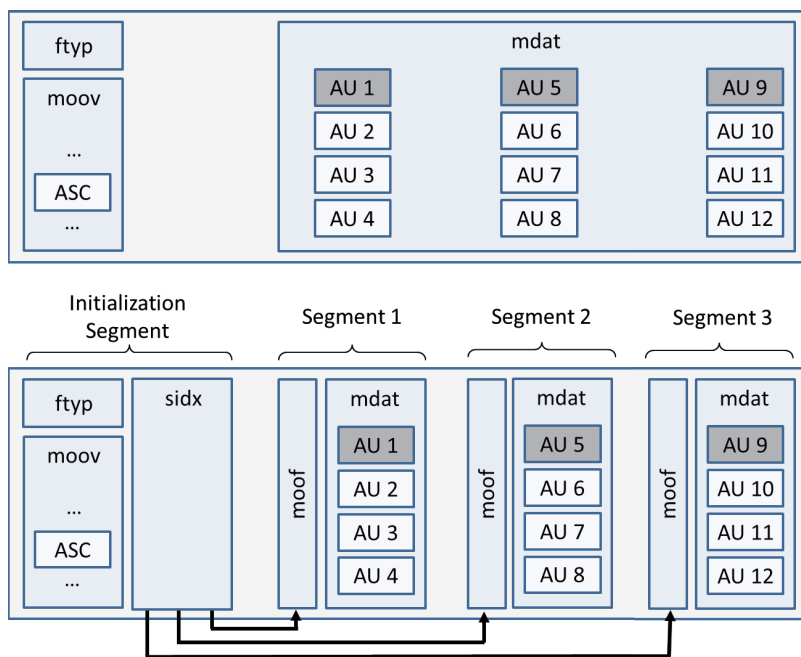 ftyp
moov
...
ASC
...
mdat
AU 1
AU 2
AU 3
AU 4
AU 5
AU 6
AU 7
AU 8
AU 9
AU 10
AU 11
AU 12
Initialization
Segment
Segment 1
Segment 2
Segment 3
ftyp
moov
...
ASC
...
sidx
moof
mdat
AU 1
AU 2
AU 3
AU 4
moof
mdat
AU 5
AU 6
AU 7
AU 8
moof
mdat
AU 9
AU 10
AU 11
AU 12